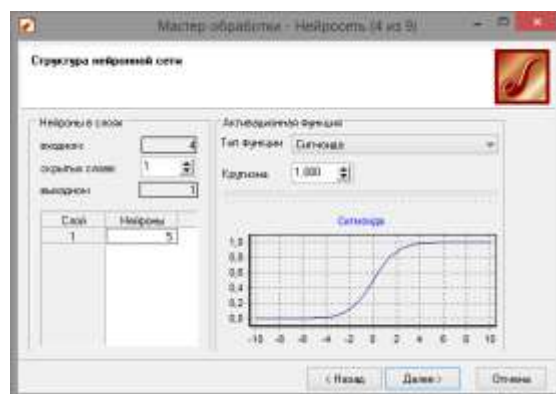 Мастер обработки - Нейросеть (4 из 9)
Структура нейронной сети
Нейроны в слоях
входном: 4
скрытых слоев: 1
выходном: 1
Слой Нейроны
1 5
Активационная функция
Тип функции Сигмоида
Крутизна: 1,000
Сигмоида
1,0
0,8
0,6
0,4
0,2
0,0
-10 -8 -6 -4 -2 0 2 4 6 8 10
< Назад Далее > Отмена